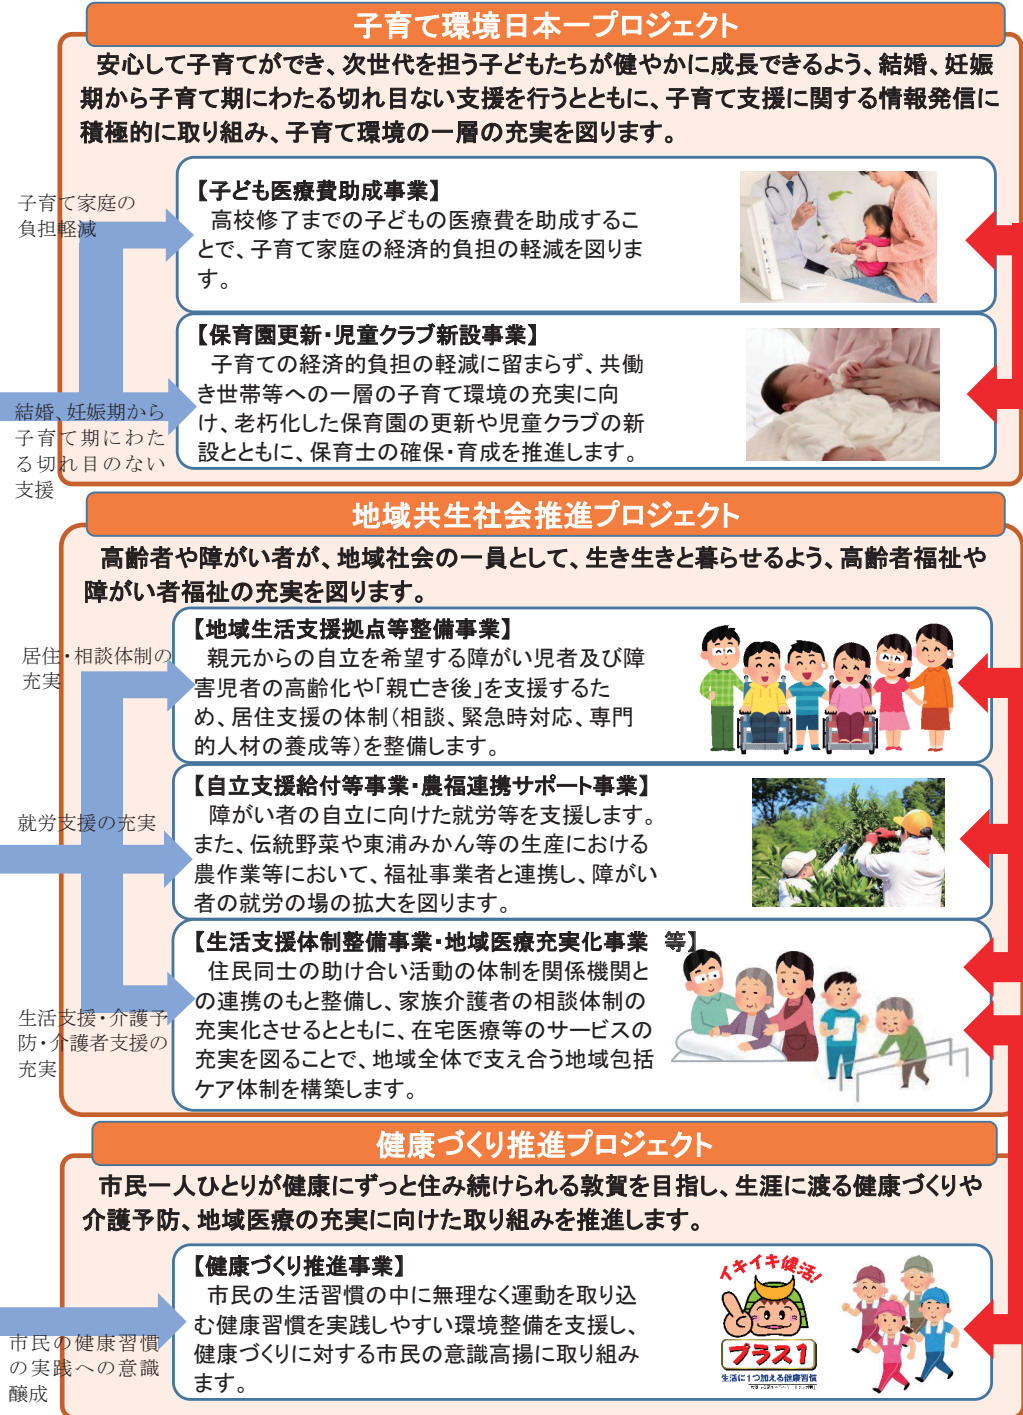 子育て環境日本一プロジェクト
安心して子育てができ、次世代を担う子どもたちが健やかに成長できるよう、結婚、妊娠
期から子育て期にわたる切れ目ない支援を行うとともに、子育て支援に関する情報発信に
積極的に取り組み、子育て環境の一層の充実を図ります。
子育て家庭の
負担軽減
【子ども医療費助成事業】
高校修了までの子どもの医療費を助成するこ
とで、子育て家庭の経済的負担の軽減を図りま
す。
結婚、妊娠期から
子育て期にわた
る切れ目のない
支援
【保育園更新・児童クラブ新設事業】
子育ての経済的負担の軽減に留まらず、共働
き世帯等への一層の子育て環境の充実に向
け、老朽化した保育園の更新や児童クラブの新
設とともに、保育士の確保・育成を推進します。
地域共生社会推進プロジェクト
高齢者や障がい者が、地域社会の一員として、生き生きと暮らせるよう、高齢者福祉や
障がい者福祉の充実を図ります。
居住・相談体制の
充実
【地域生活支援拠点等整備事業】
親元からの自立を希望する障がい児者及び障
害児者の高齢化や「親亡き後」を支援するた
め、居住支援の体制（相談、緊急時対応、専門
的人材の養成等）を整備します。
就労支援の充実
【自立支援給付等事業・農福連携サポート事業】
障がい者の自立に向けた就労等を支援します。
また、伝統野菜や東浦みかん等の生産における
農作業等において、福祉事業者と連携し、障がい
者の就労の場の拡大を図ります。
生活支援・介護予
防・介護者支援の
充実
【生活支援体制整備事業・地域医療充実化事業　等】
住民同士の助け合い活動の体制を関係機関と
の連携のもと整備し、家族介護者の相談体制の
充実化させるとともに、在宅医療等のサービスの
充実を図ることで、地域全体で支え合う地域包括
ケア体制を構築します。
健康づくり推進プロジェクト
市民一人ひとりが健康にずっと住み続けられる敦賀を目指し、生涯に渡る健康づくりや
介護予防、地域医療の充実に向けた取り組みを推進します。
市民の健康習慣
の実践への意識
醸成
【健康づくり推進事業】
市民の生活習慣の中に無理なく運動を取り込
む健康習慣を実践しやすい環境整備を支援し、
健康づくりに対する市民の意識高揚に取り組み
ます。
イキイキ健活！
プラス1
生活に1つ加える健康習慣